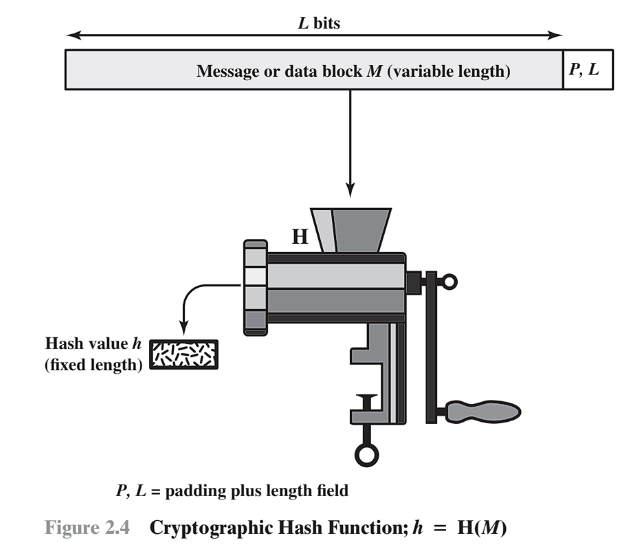 L bits
Message or data block M (variable length)
P, L
H
Hash value h
(fixed length)
P, L = padding plus length field
Figure 2.4 Cryptographic Hash Function; h = H(M)